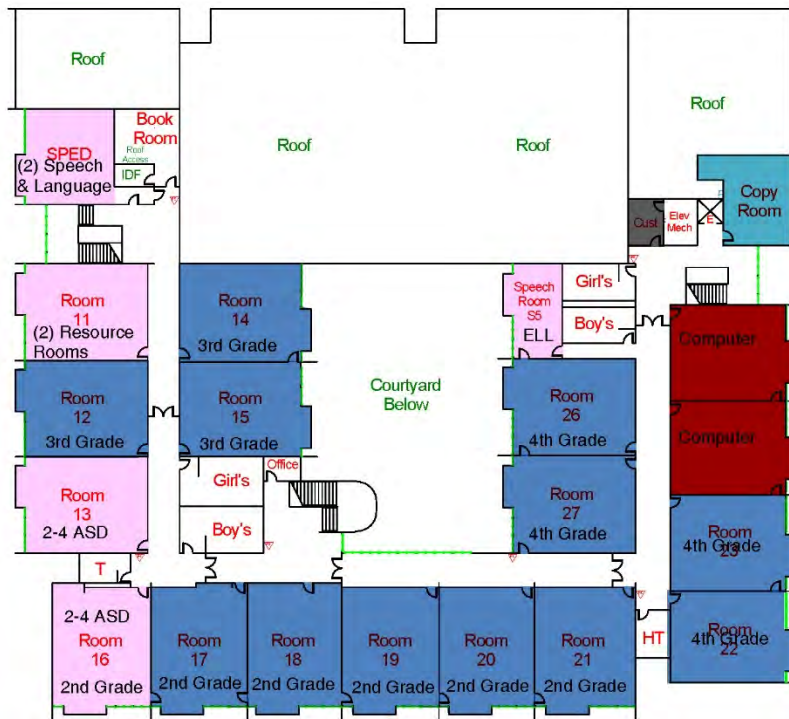 Roof
Roof
Roof
Roof
Book
Room
Roof
Access
IDF
SPED
(2) Speech
& Language
Copy
Room
Cust
Elev
Mech
E
Room
11
(2) Resource
Rooms
Room
14
3rd Grade
Speech
Room
S5
ELL
Girl's
Boy's
Computer
Room
12
3rd Grade
Room
15
3rd Grade
Courtyard
Below
Room
26
4th Grade
Computer
Room
13
2-4 ASD
Girl's
Office
Boy's
Room
27
4th Grade
Room
23
4th Grade
T
2-4 ASD
Room
16
2nd Grade
Room
17
2nd Grade
Room
18
2nd Grade
Room
19
2nd Grade
Room
20
2nd Grade
Room
21
2nd Grade
HT
Room
22
4th Grade